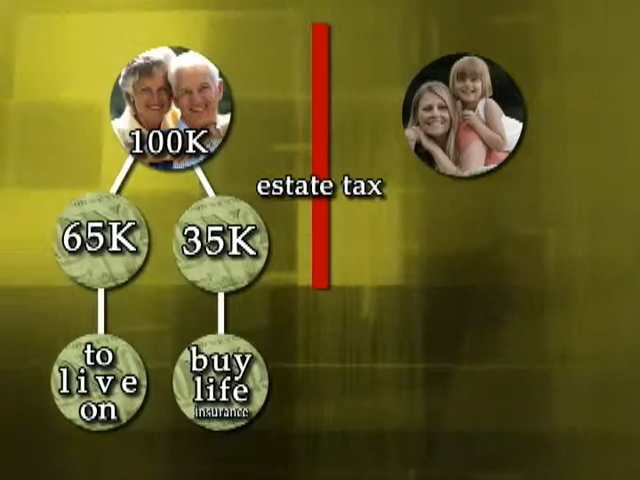 100K
estate tax
65K
35K
to
live
on
buy
life
insurance